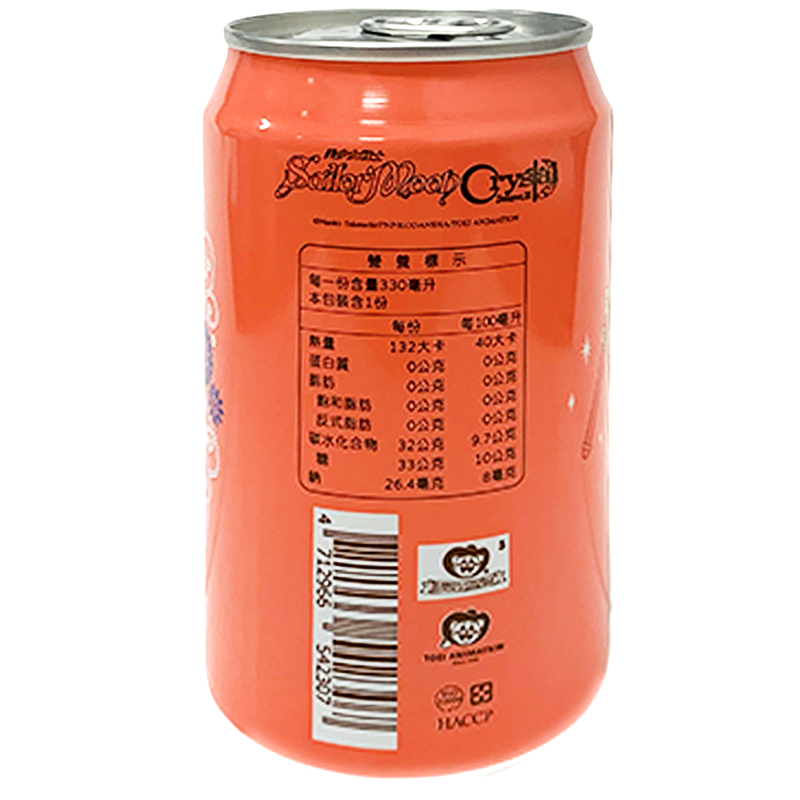 Sailor Moon Crystal
營養標示
每一份含量330毫升
本包裝含1份
每份 每100毫升
熱量 132大卡 40大卡
蛋白質 0公克 0公克
脂肪 0公克 0公克
飽和脂肪 0公克 0公克
反式脂肪 0公克 0公克
碳水化合物 32公克 9.7公克
糖 33公克 10公克
鈉 26.4毫克 8毫克
4 712966 542307
TOEI ANIMATION
HACCP